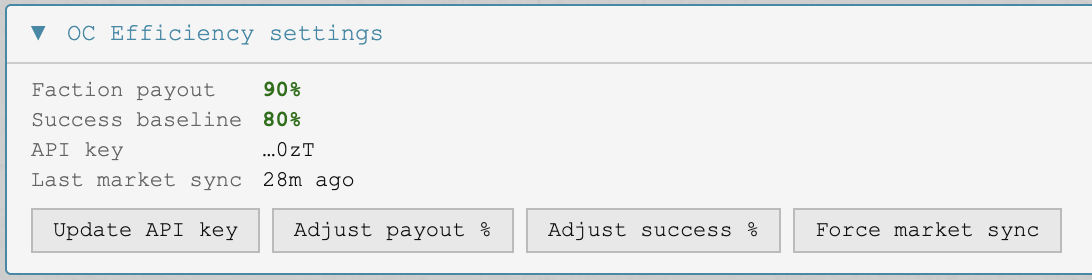 ▼ OC Efficiency settings
Faction payout 90%
Success baseline 80%
API key …0zT
Last market sync 28m ago
Update API key Adjust payout % Adjust success % Force market sync